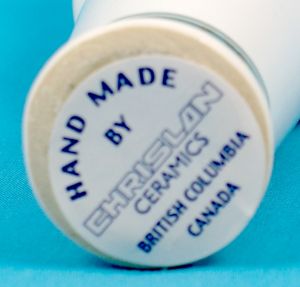 HAND MADE
BY
CHRISLAN
CERAMICS
BRITISH COLUMBIA
CANADA